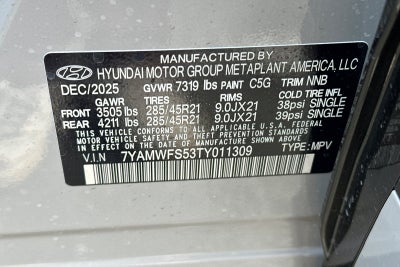 MANUFACTURED BY
HYUNDAI MOTOR GROUP METAPLANT AMERICA, LLC
DEC/2025 GVWR 7319 lbs PAINT C5G TRIM NNB
GAWR TIRES RIMS COLD TIRE INFL
FRONT 3505 lbs 285/45R21 9.0JX21 38psi SINGLE
REAR 4211 lbs 285/45R21 9.0JX21 39psi SINGLE
THIS VEHICLE CONFORMS TO ALL APPLICABLE FEDERAL
MOTOR VEHICLE SAFETY AND THEFT PREVENTION STANDARDS
IN EFFECT ON THE DATE OF MANUFACTURE SHOWN ABOVE.
V.I.N 7YAMWFS53TY011309 TYPE: MPV